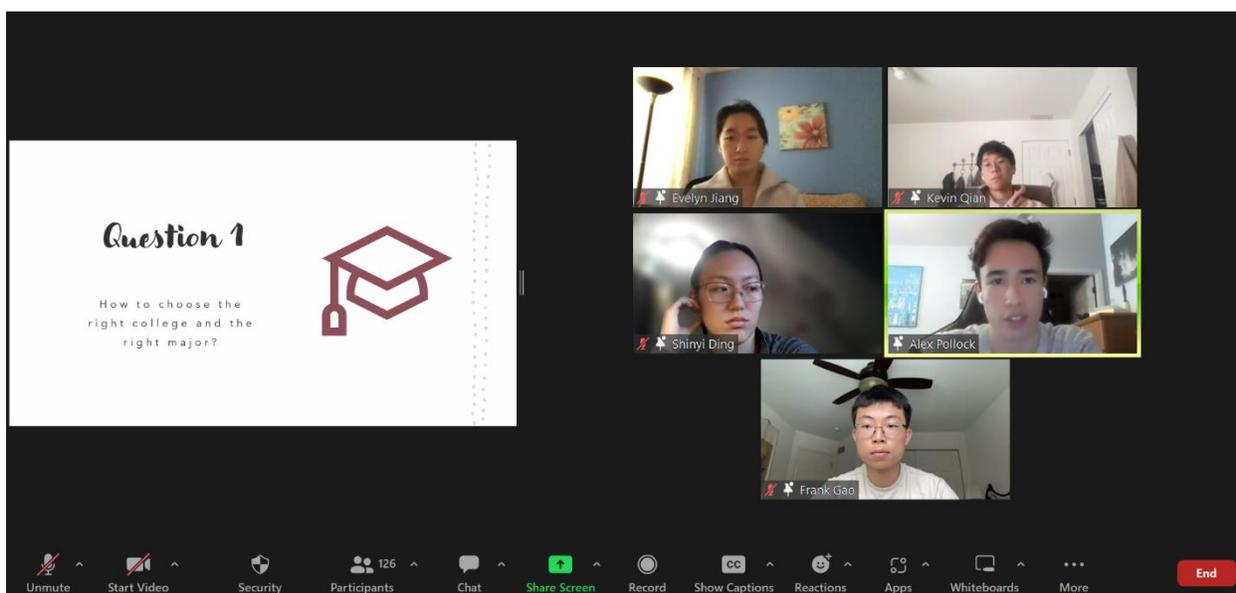 Question 1
How to choose the
right college and the
right major?
Evelyn Jiang
Kevin Qian
Shinyi Ding
Alex Pollock
Frank Gao
Unmute
Start Video
Security
126
Participants
Chat
Share Screen
Record
CC
Show Captions
Reactions
Apps
Whiteboards
More
End